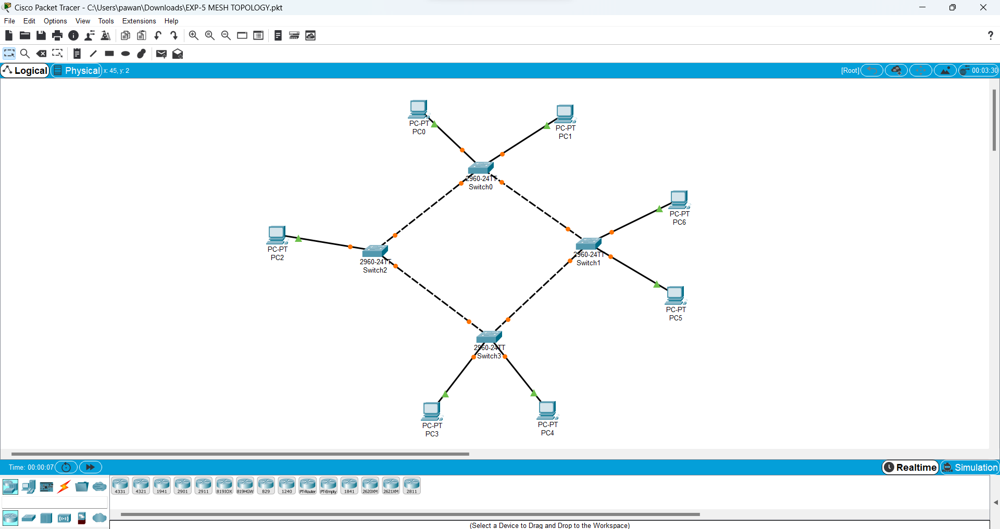 Cisco Packet Tracer - C:\Users\pawan\Downloads\EXP-5 MESH TOPOLOGY.pkt
File Edit Options View Tools Extensions Help
Logical Physical x: 45, y: 2 [Root] 00:03:30
PC-PT
PC0
PC-PT
PC1
2960-24TT
Switch0
PC-PT
PC6
PC-PT
PC2
2960-24TT
Switch2
2960-24TT
Switch1
PC-PT
PC5
2960-24TT
Switch3
PC-PT
PC3
PC-PT
PC4
Time: 00:00:07 Realtime Simulation
4331 4321 1941 2901 2911 819IOX 819HGW 829 1240 PT-Router PT-Empty 1841 2620XM 2621XM 2811
(Select a Device to Drag and Drop to the Workspace)